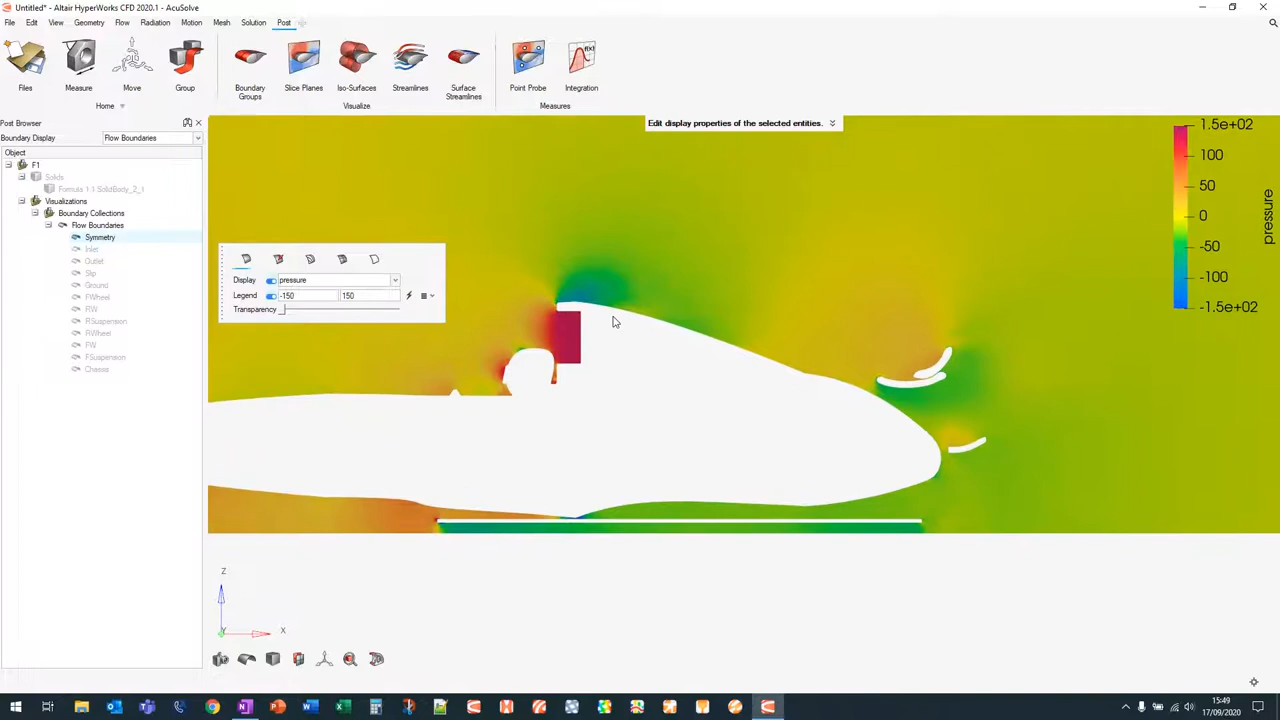 Untitled* - Altair HyperWorks CFD 2020.1 - AcuSolve
File Edit View Geometry Flow Radiation Motion Mesh Solution Post
Files Measure Move Group Boundary Groups Slice Planes Iso-Surfaces Streamlines Surface Streamlines Point Probe f(x) Integration
Home Visualize Measures
Post Browser
Boundary Display Flow Boundaries
Object
F1
Solids
Visualizations
Boundary Collections
Flow Boundaries
Symmetry
Inlet
Outlet
Slip
Ground
RW
FW
Edit display properties of the selected entities.
Display pressure
Legend -150 150
Transparency
1.5e+02
100
50
0
-50
-100
-1.5e+02
pressure
Z
X
Y
15:49
17/09/2020